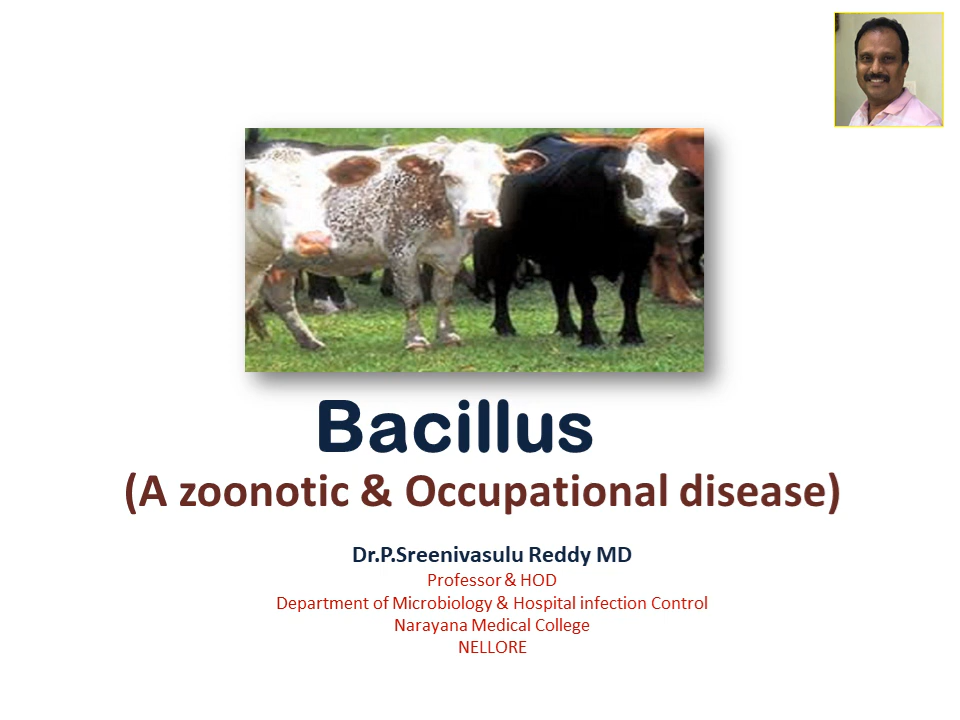 Bacillus
(A zoonotic & Occupational disease)
Dr.P.Sreenivasulu Reddy MD
Professor & HOD
Department of Microbiology & Hospital infection Control
Narayana Medical College
NELLORE